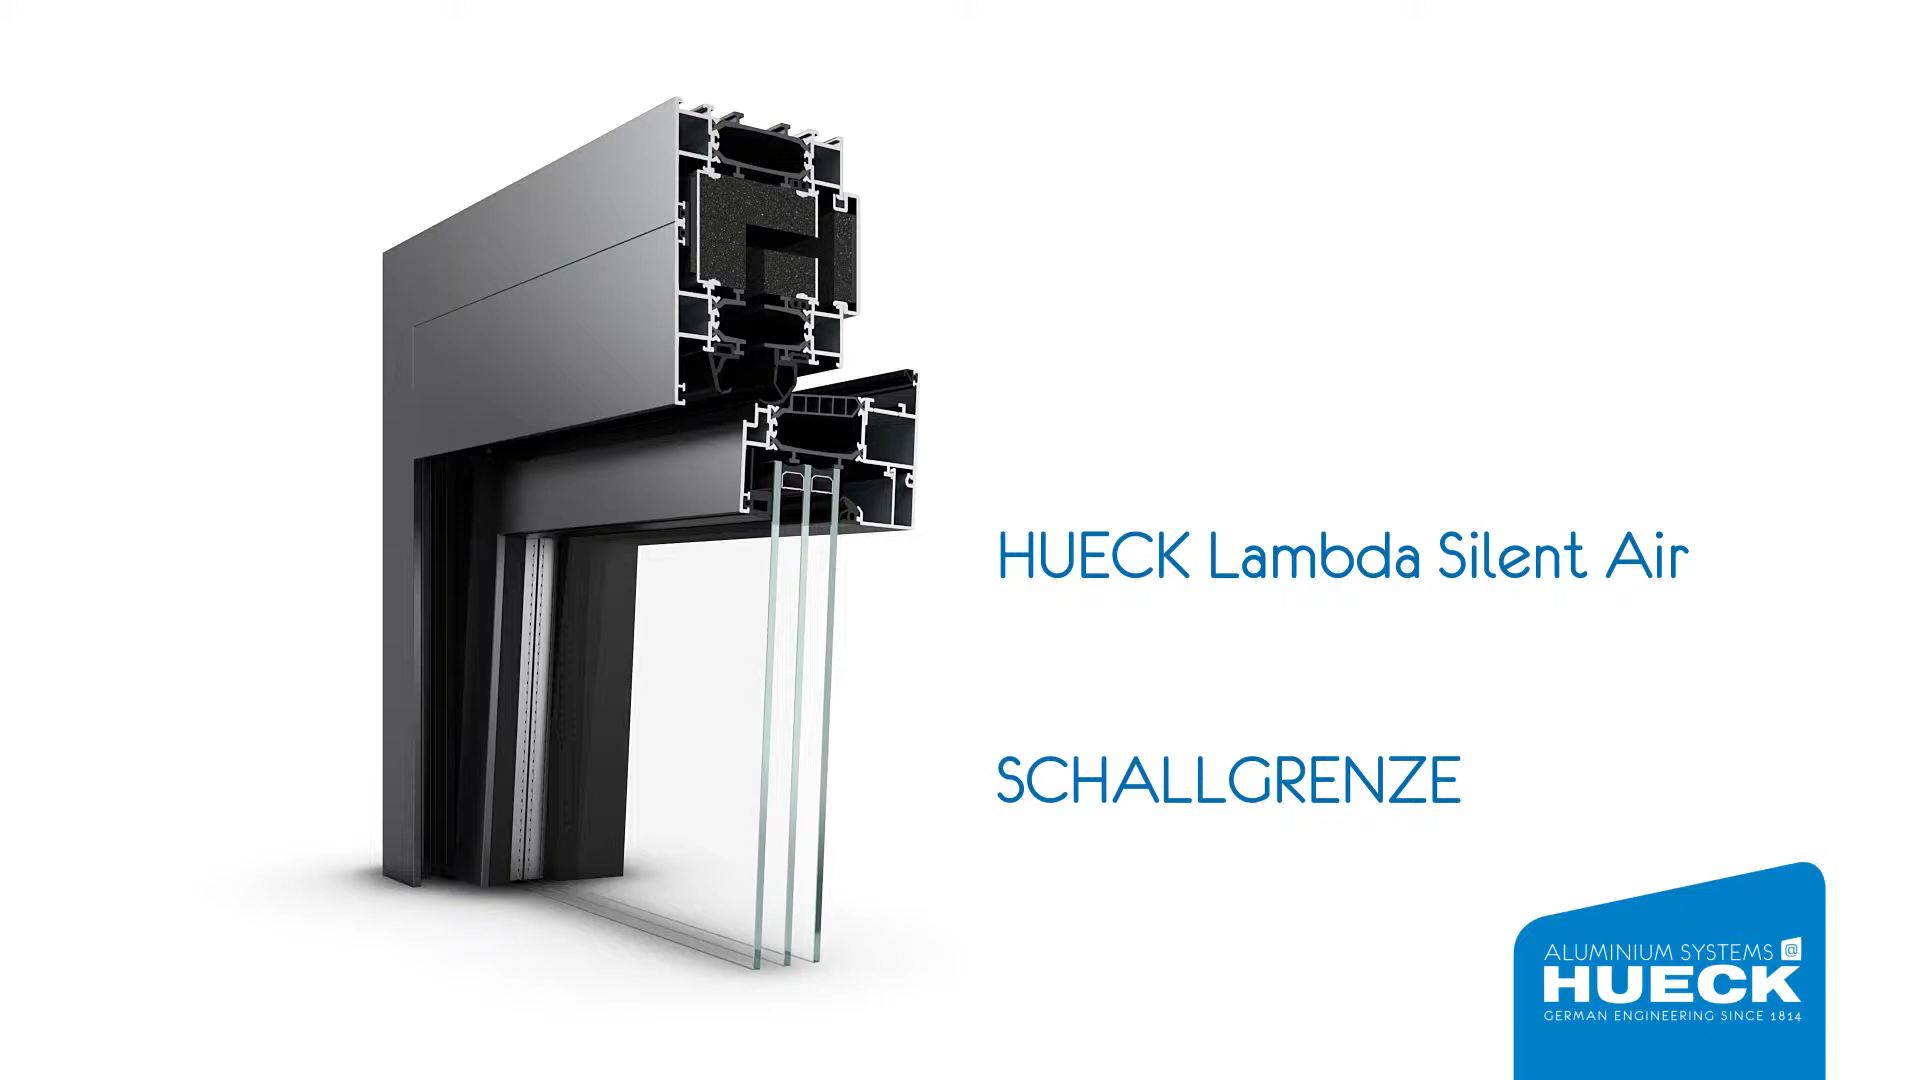 HUECK Lambda Silent Air
SCHALLGRENZE
ALUMINIUM SYSTEMS @
HUECK
GERMAN ENGINEERING SINCE 1814